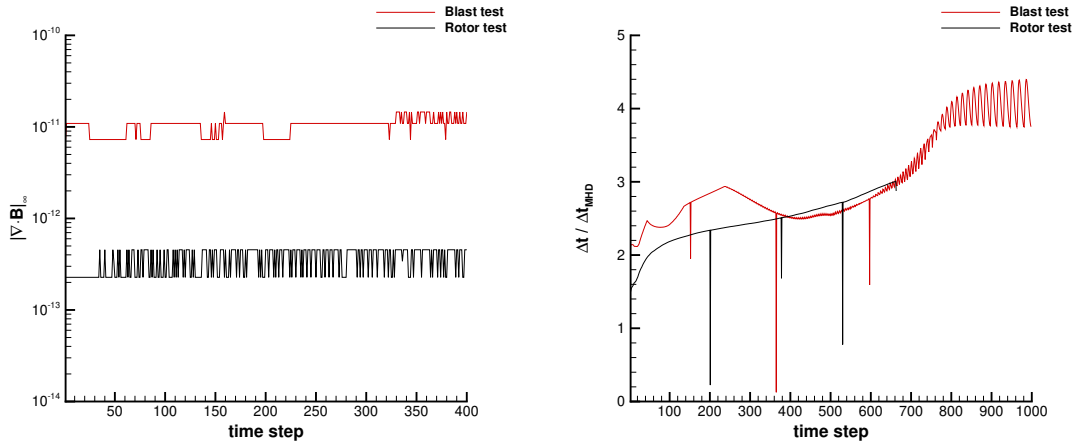 Blast test
Rotor test
10⁻¹⁰
10⁻¹¹
10⁻¹²
10⁻¹³
10⁻¹⁴
|∇·B|∞
50 100 150 200 250 300 350 400
time step
Blast test
Rotor test
5
4
3
2
1
0
Δt / Δt_MHD
100 200 300 400 500 600 700 800 900 1000
time step